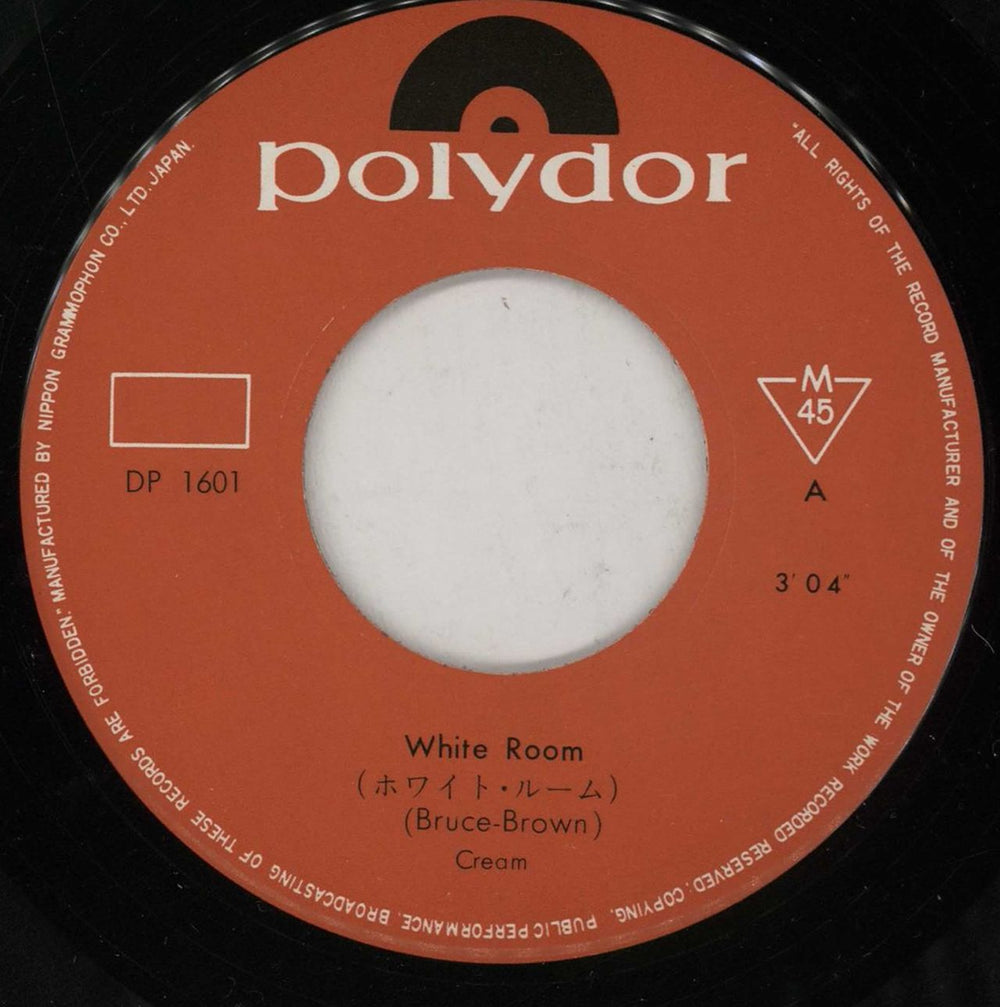 polydor
"ALL RIGHTS OF THE RECORD MANUFACTURER AND OF THE OWNER OF THE WORK RECORDED RESERVED. COPYING. PUBLIC PERFORMANCE. BROADCASTING OF THESE RECORDS ARE FORBIDDEN." MANUFACTURED BY NIPPON GRAMMOPHON CO., LTD. JAPAN.
DP 1601
M
45
A
3' 04"
White Room
(ホワイト・ルーム)
(Bruce-Brown)
Cream